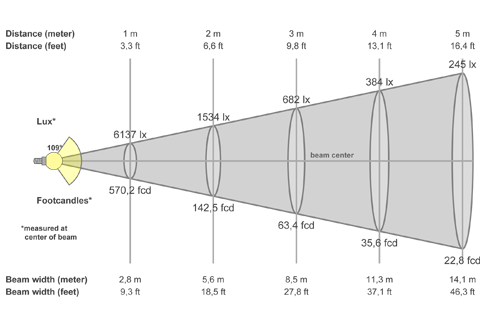 Distance (meter) 1 m 2 m 3 m 4 m 5 m
Distance (feet) 3,3 ft 6,6 ft 9,8 ft 13,1 ft 16,4 ft
245 lx
384 lx
682 lx
1534 lx
Lux*
6137 lx
109°
beam center
570,2 fcd
Footcandles*
142,5 fcd
63,4 fcd
*measured at
center of beam
35,6 fcd
22,8 fcd
Beam width (meter) 2,8 m 5,6 m 8,5 m 11,3 m 14,1 m
Beam width (feet) 9,3 ft 18,5 ft 27,8 ft 37,1 ft 46,3 ft